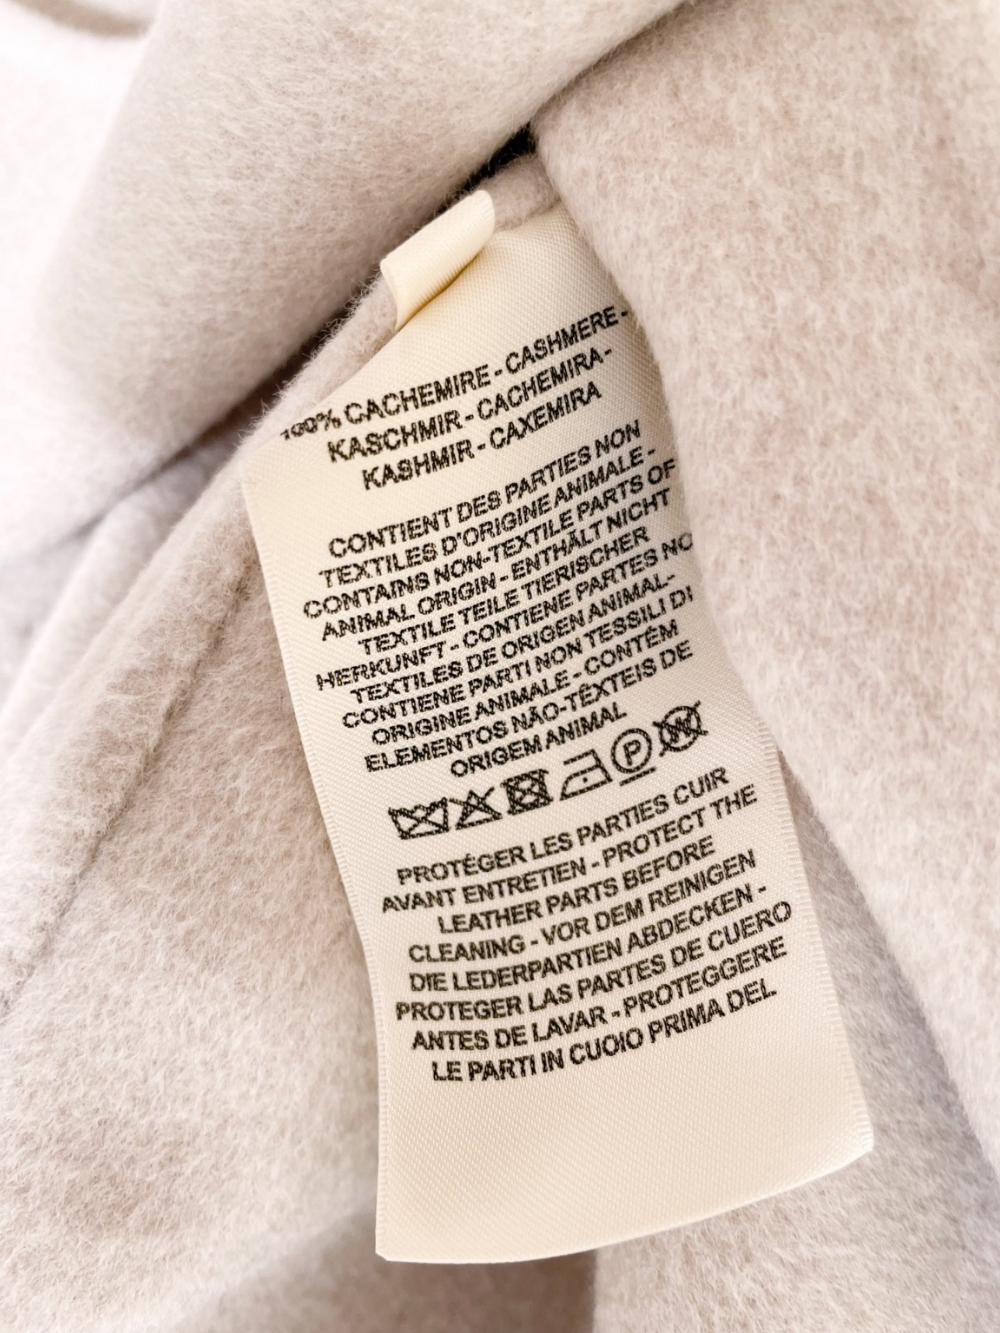 100% CACHEMIRE - CASHMERE -
KASCHMIR - CACHEMIRA -
KASHMIR - CAXEMIRA
CONTIENT DES PARTIES NON
TEXTILES D'ORIGINE ANIMALE -
CONTAINS NON-TEXTILE PARTS OF
ANIMAL ORIGIN - ENTHÄLT NICHT
TEXTILE TEILE TIERISCHER
HERKUNFT - CONTIENE PARTES NO
TEXTILES DE ORIGEN ANIMAL-
CONTIENE PARTI NON TESSILI DI
ORIGINE ANIMALE - CONTÉM
ELEMENTOS NÃO-TÊXTEIS DE
ORIGEM ANIMAL
P W
PROTÉGER LES PARTIES CUIR
AVANT ENTRETIEN - PROTECT THE
LEATHER PARTS BEFORE
CLEANING - VOR DEM REINIGEN
DIE LEDERPARTIEN ABDECKEN -
PROTEGER LAS PARTES DE CUERO
ANTES DE LAVAR - PROTEGGERE
LE PARTI IN CUOIO PRIMA DEL